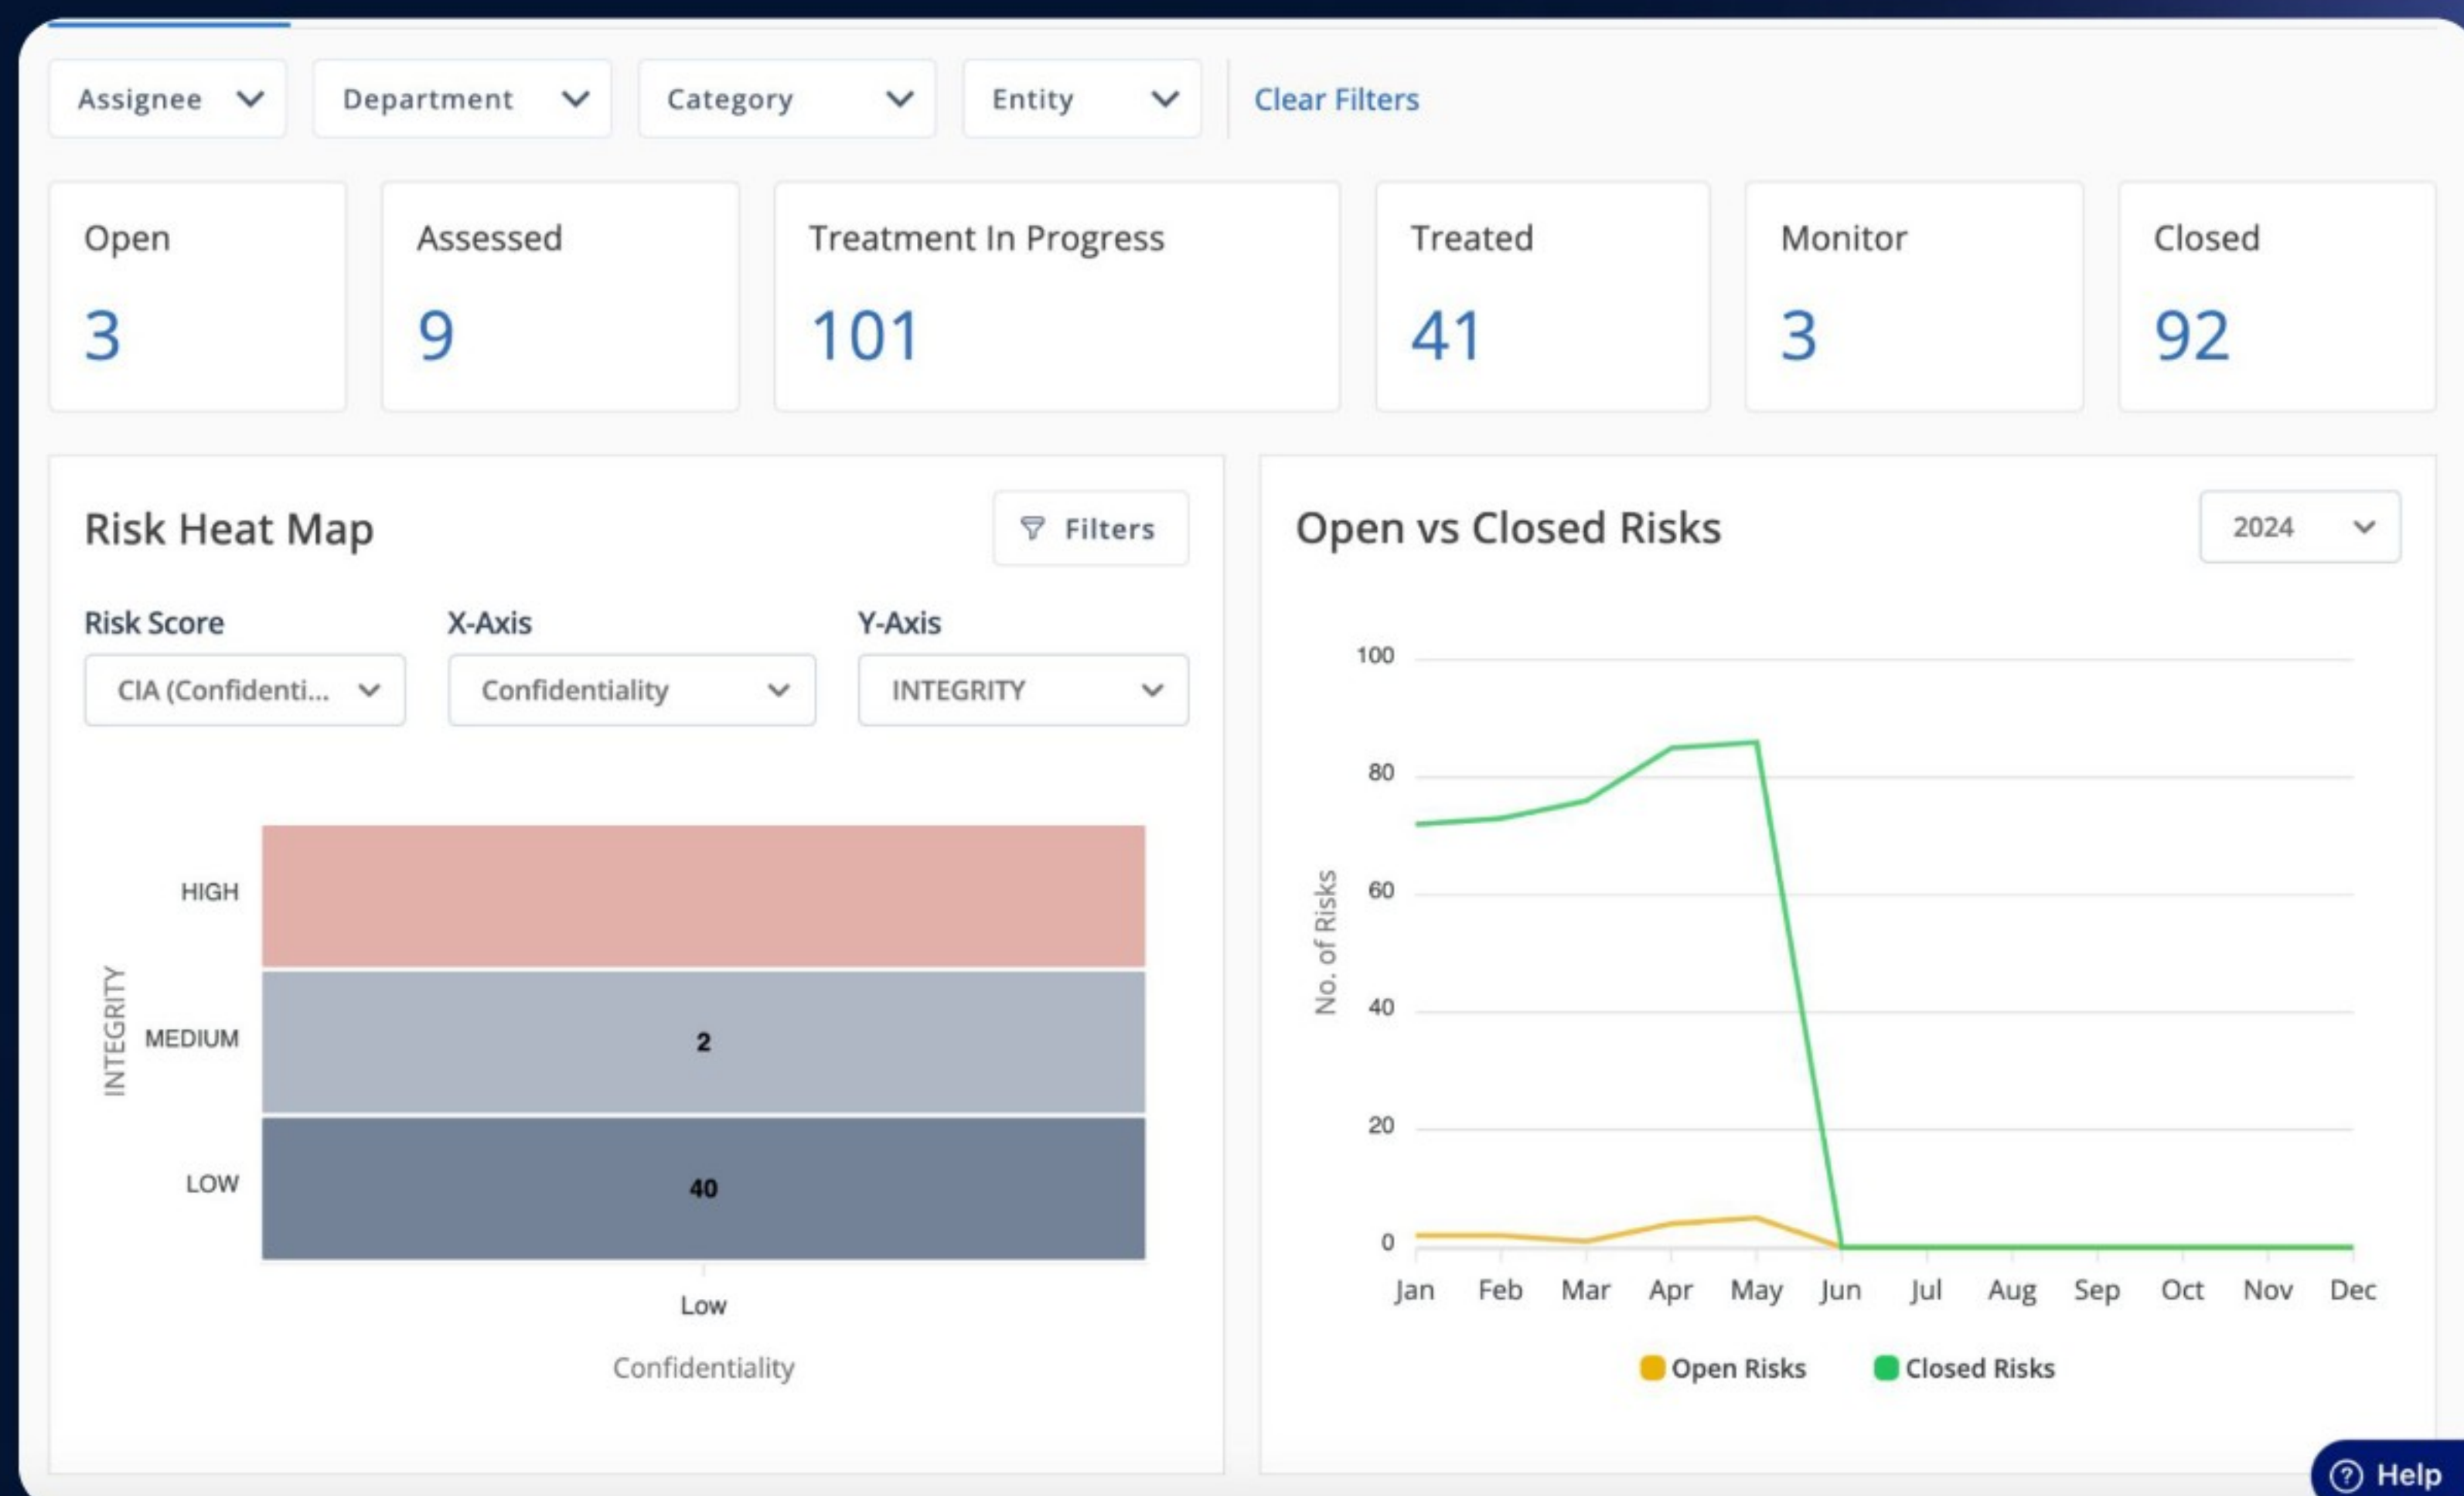 Assignee Department Category Entity Clear Filters
Open Assessed Treatment In Progress Treated Monitor Closed
3 9 101 41 3 92
Risk Heat Map Filters
Risk Score X-Axis Y-Axis
CIA (Confidenti... Confidentiality INTEGRITY
INTEGRITY
HIGH
MEDIUM 2
LOW 40
Low
Confidentiality
Open vs Closed Risks 2024
No. of Risks
100
80
60
40
20
0
Jan Feb Mar Apr May Jun Jul Aug Sep Oct Nov Dec
Open Risks Closed Risks
? Help